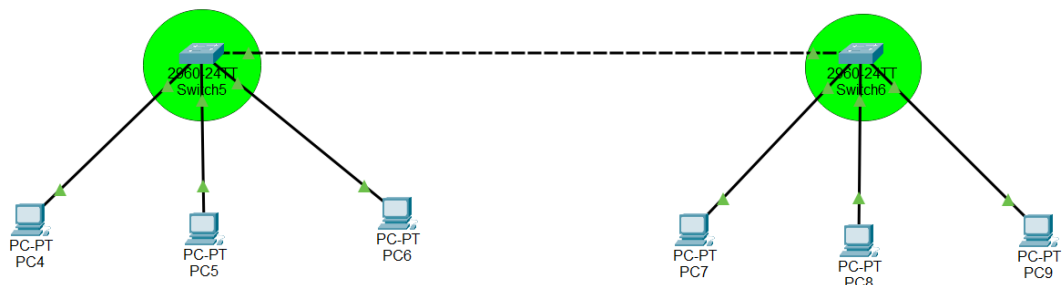 2960-24TT
Switch5
2960-24TT
Switch6
PC-PT
PC4
PC-PT
PC5
PC-PT
PC6
PC-PT
PC7
PC-PT
PC8
PC-PT
PC9